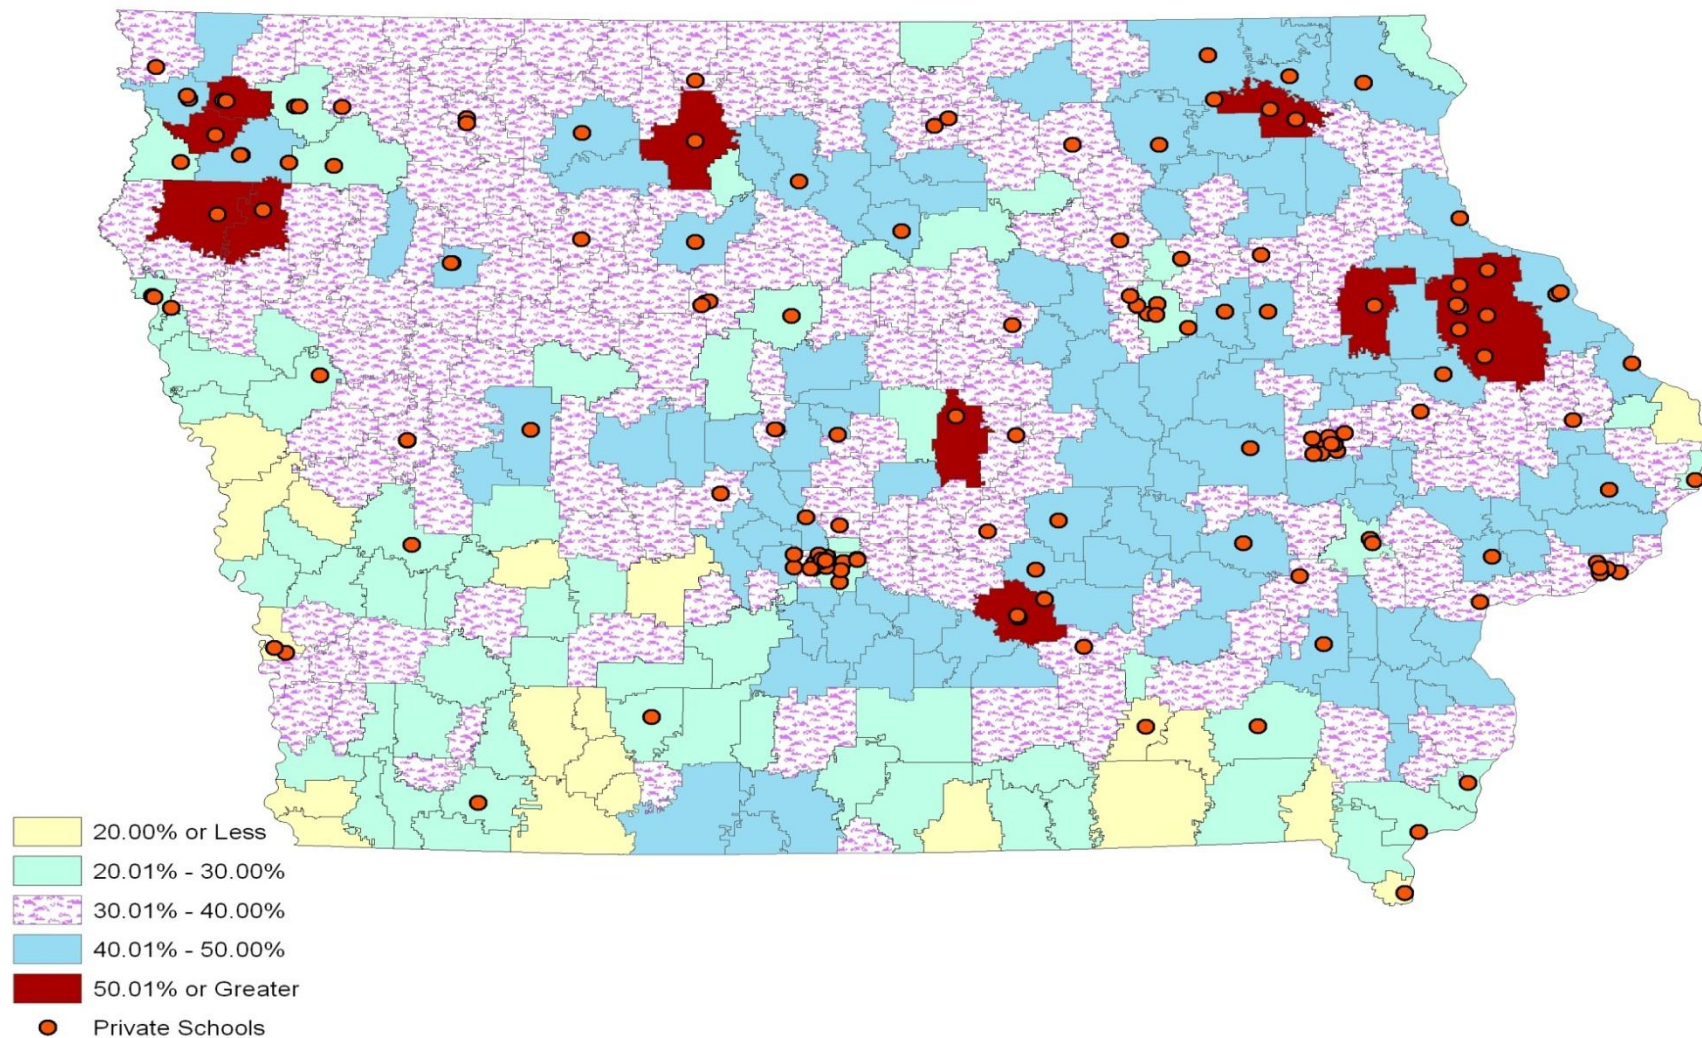 20.00% or Less
20.01% - 30.00%
30.01% - 40.00%
40.01% - 50.00%
50.01% or Greater
Private Schools